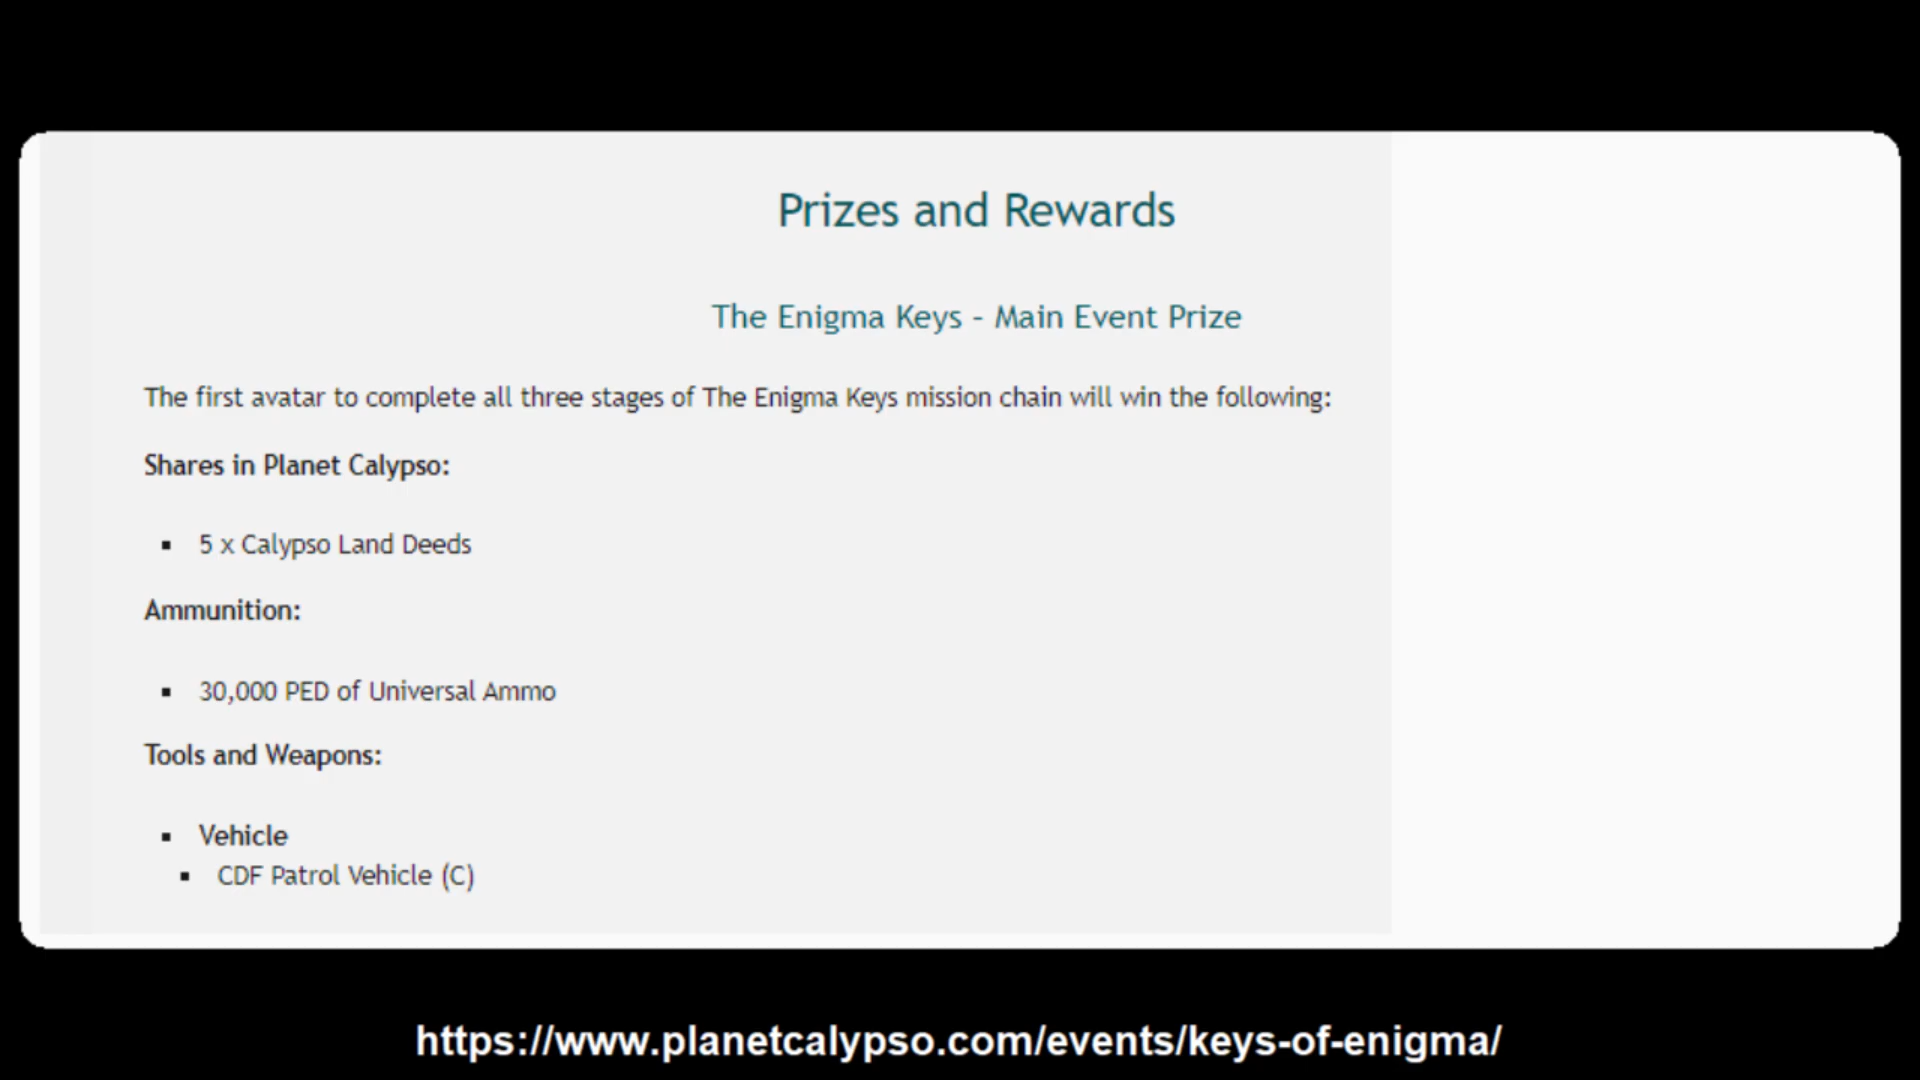 Prizes and Rewards
The Enigma Keys - Main Event Prize
The first avatar to complete all three stages of The Enigma Keys mission chain will win the following:
Shares in Planet Calypso:
▪ 5 x Calypso Land Deeds
Ammunition:
▪ 30,000 PED of Universal Ammo
Tools and Weapons:
▪ Vehicle
▪ CDF Patrol Vehicle (C)
https://www.planetcalypso.com/events/keys-of-enigma/